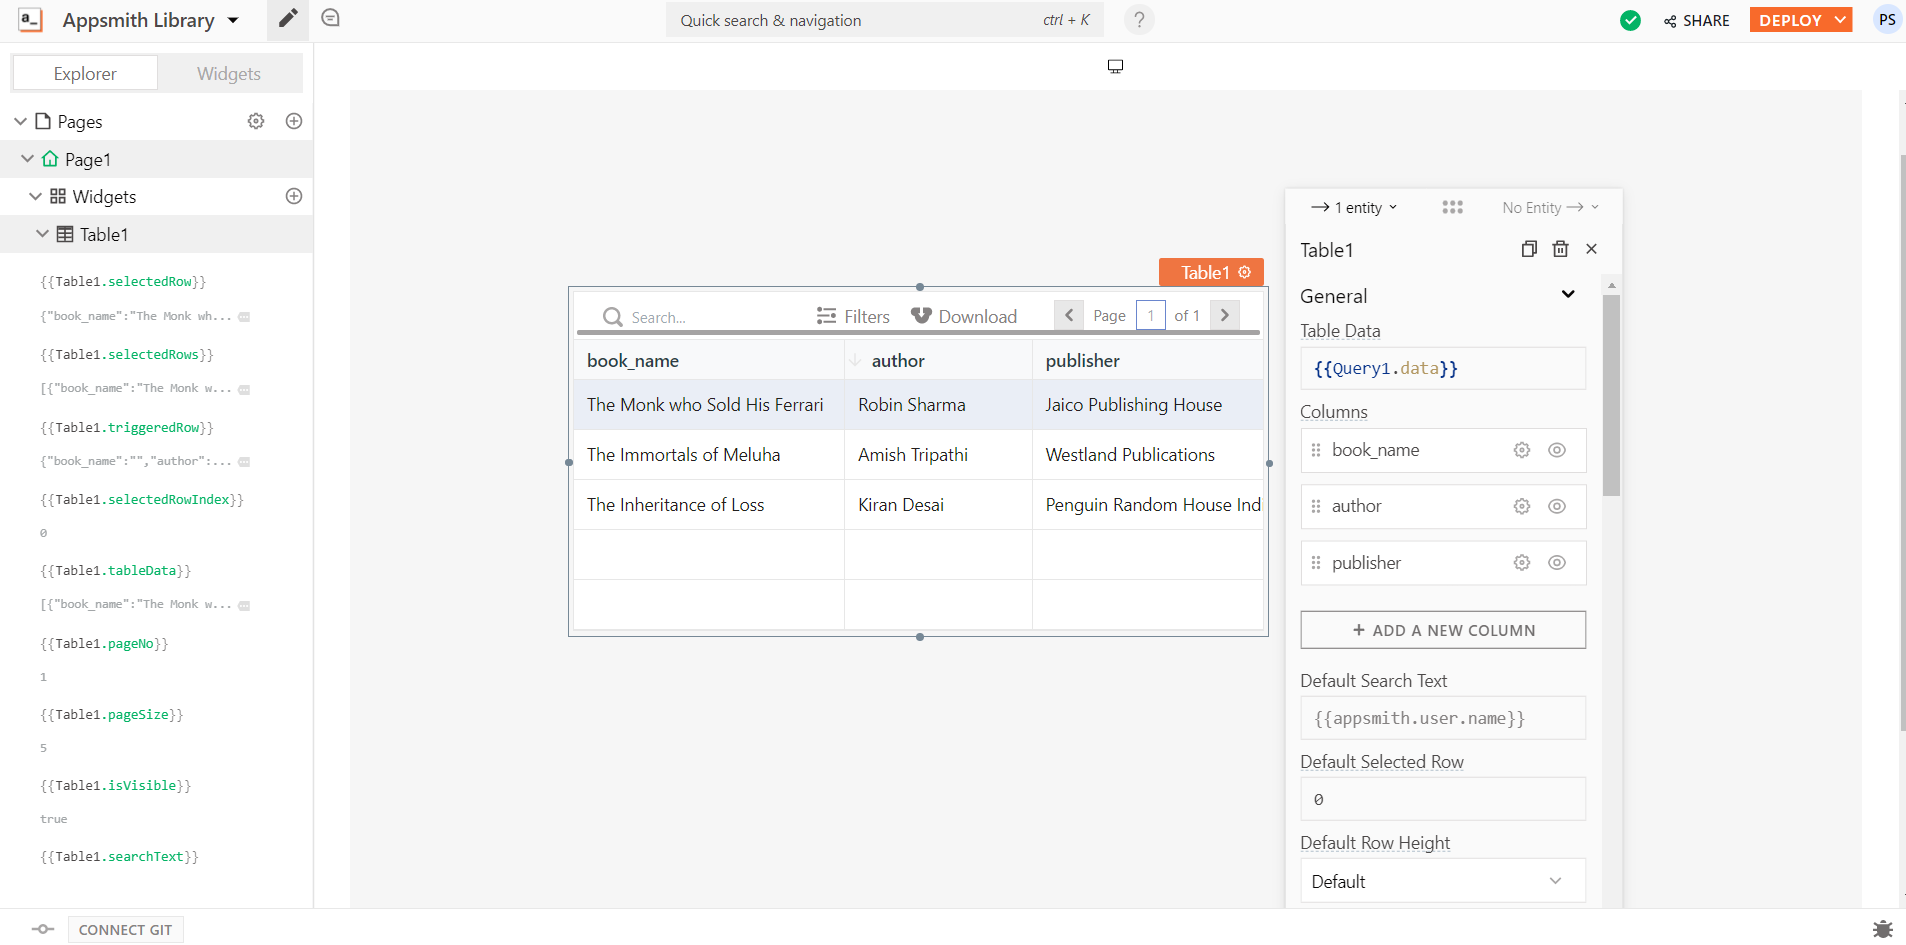 a_
Appsmith Library
Quick search & navigation ctrl + K
?
SHARE
DEPLOY
PS
Explorer
Widgets
Pages
Page1
Widgets
Table1
{{Table1.selectedRow}}
{"book_name":"The Monk wh...
{{Table1.selectedRows}}
[{"book_name":"The Monk w...
{{Table1.triggeredRow}}
{"book_name":"","author":...
{{Table1.selectedRowIndex}}
0
{{Table1.tableData}}
[{"book_name":"The Monk w...
{{Table1.pageNo}}
1
{{Table1.pageSize}}
5
{{Table1.isVisible}}
true
{{Table1.searchText}}
CONNECT GIT
Table1
Search...
Filters
Download
Page 1 of 1
book_name author publisher
The Monk who Sold His Ferrari Robin Sharma Jaico Publishing House
The Immortals of Meluha Amish Tripathi Westland Publications
The Inheritance of Loss Kiran Desai Penguin Random House Indi
1 entity
No Entity
Table1
General
Table Data
{{Query1.data}}
Columns
book_name
author
publisher
+ ADD A NEW COLUMN
Default Search Text
{{appsmith.user.name}}
Default Selected Row
0
Default Row Height
Default